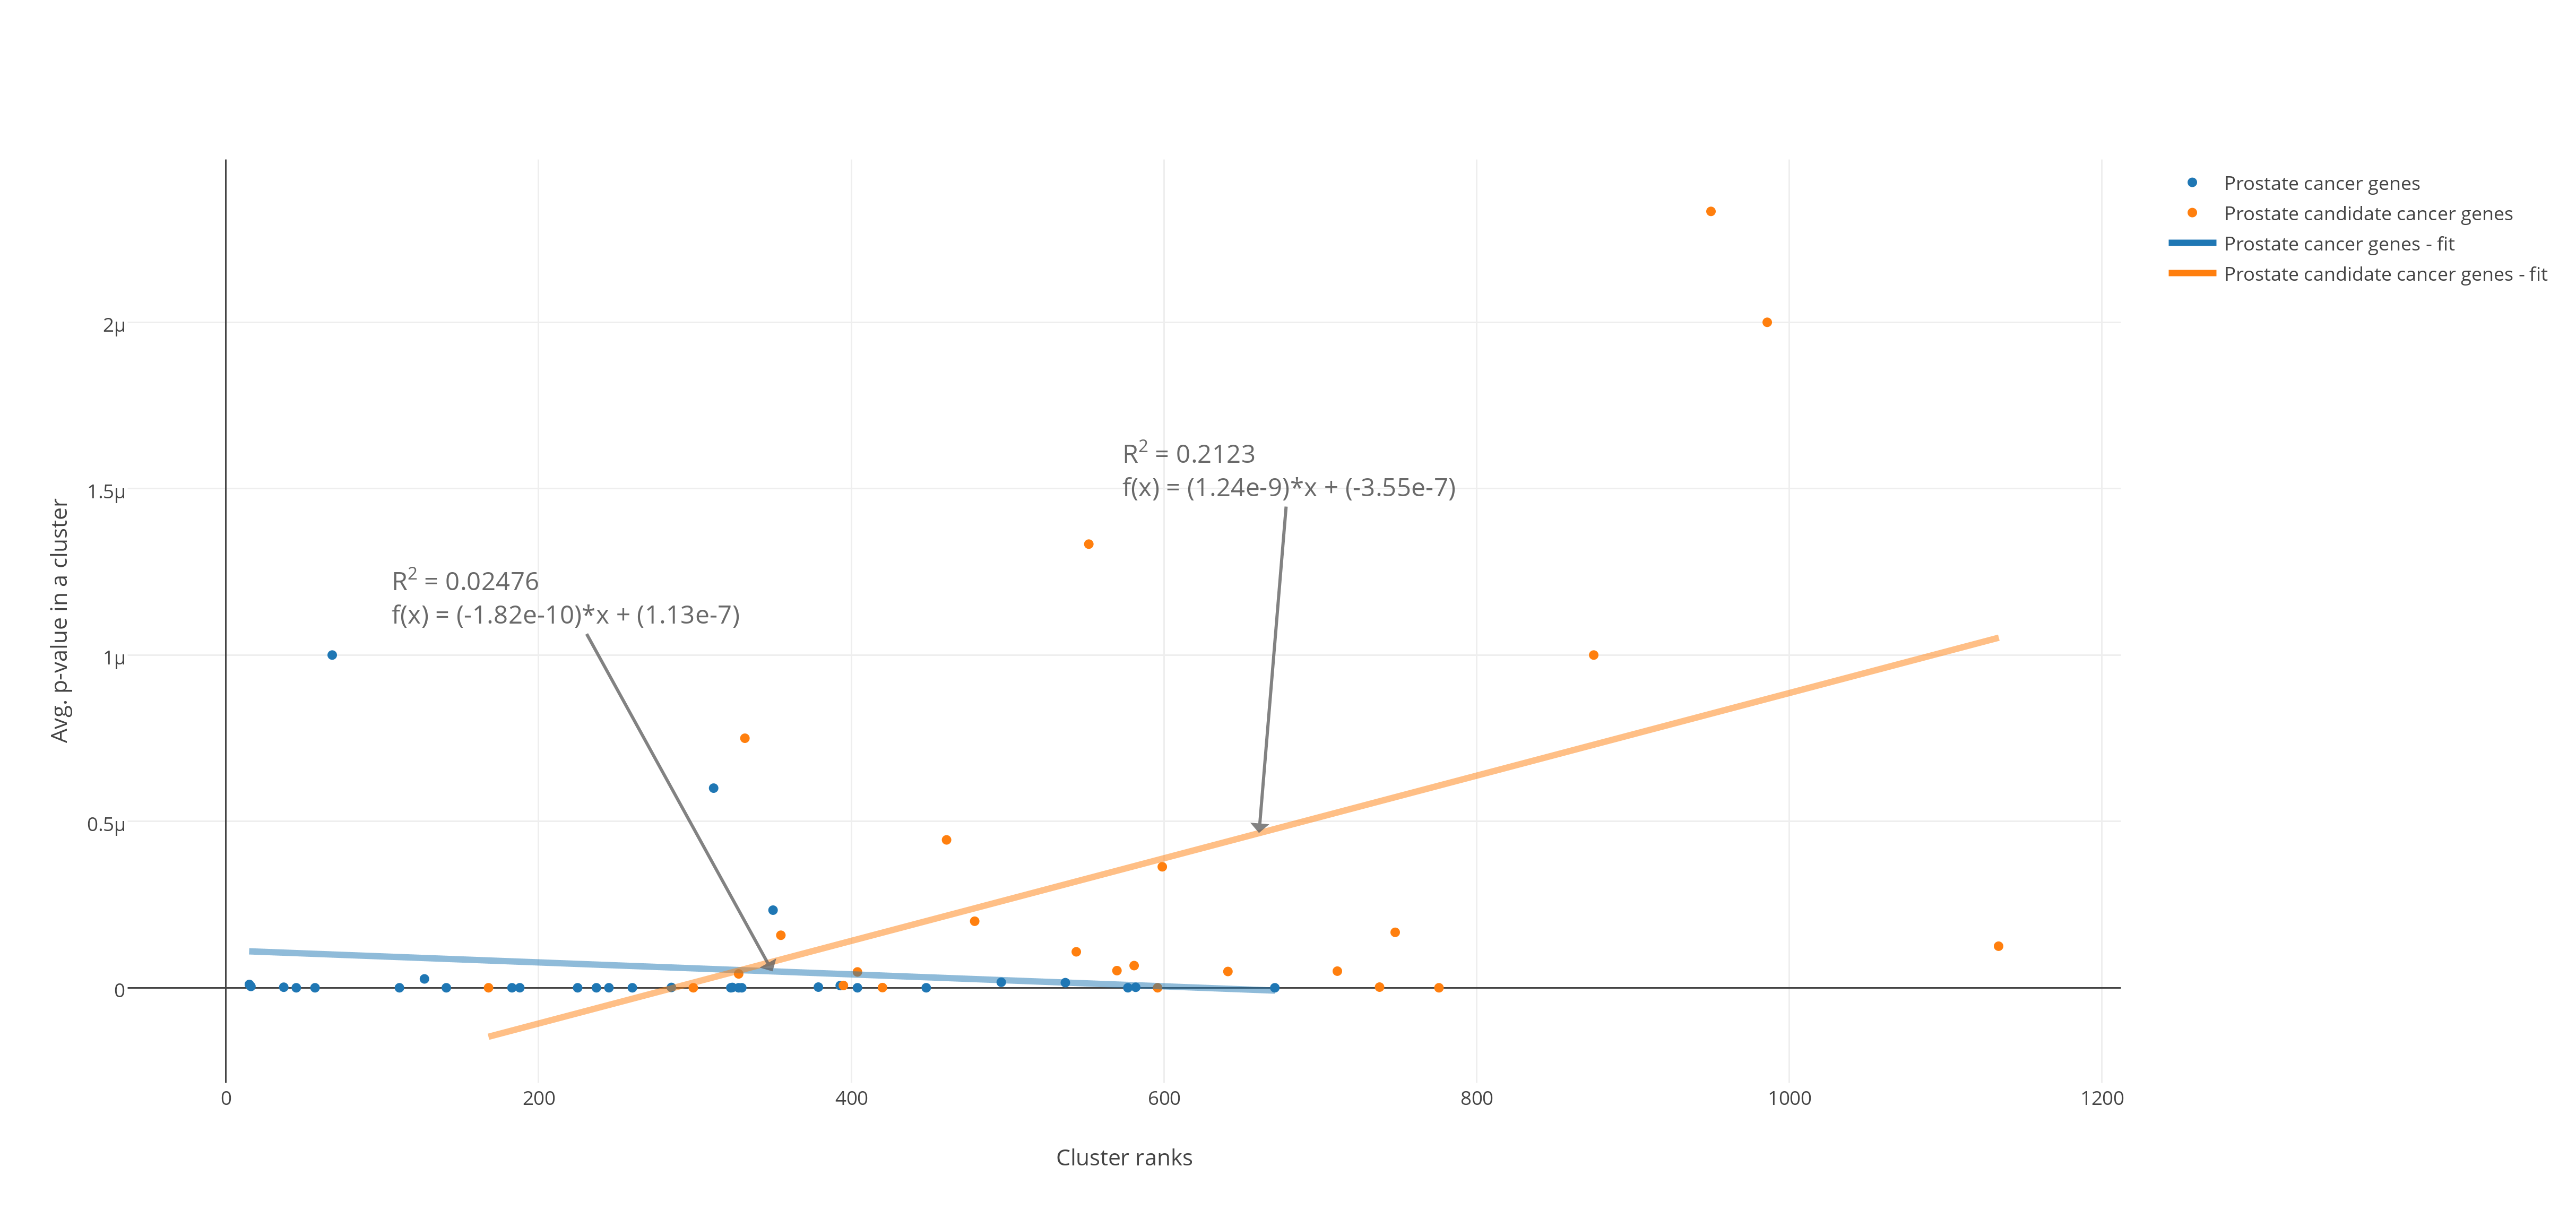 Prostate cancer genes
Prostate candidate cancer genes
Prostate cancer genes - fit
Prostate candidate cancer genes - fit
2μ
1.5μ
1μ
0.5μ
0
Avg. p-value in a cluster
R² = 0.2123
f(x) = (1.24e-9)*x + (-3.55e-7)
R² = 0.02476
f(x) = (-1.82e-10)*x + (1.13e-7)
0 200 400 600 800 1000 1200
Cluster ranks